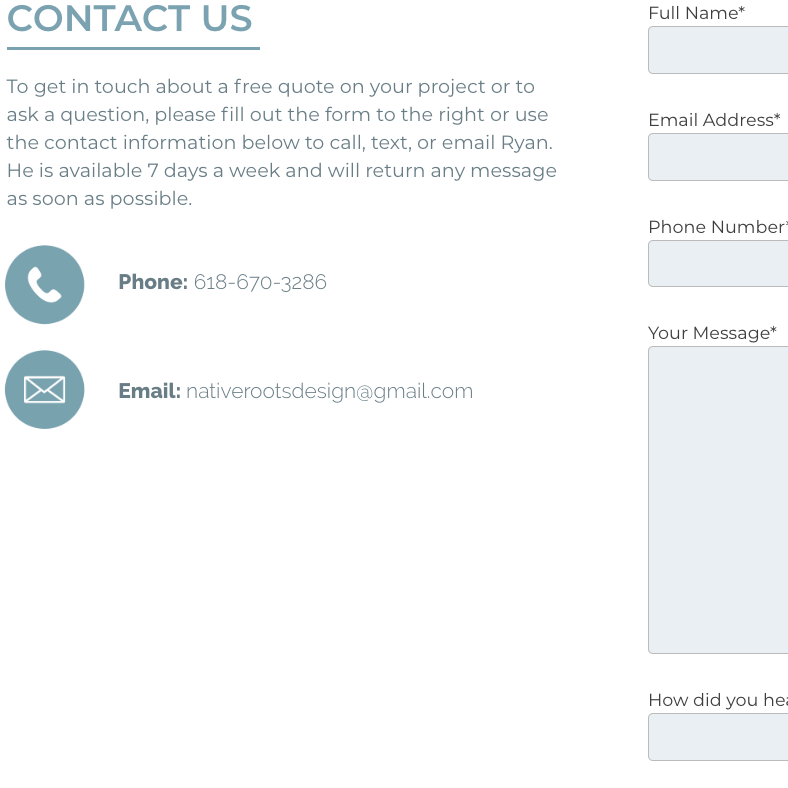 CONTACT US
To get in touch about a free quote on your project or to
ask a question, please fill out the form to the right or use
the contact information below to call, text, or email Ryan.
He is available 7 days a week and will return any message
as soon as possible.
Phone: 618-670-3286
Email: nativerootsdesign@gmail.com
Full Name*
Email Address*
Phone Number*
Your Message*
How did you